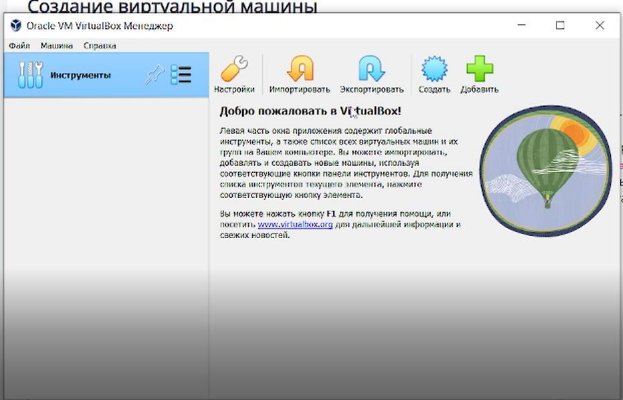 Создание виртуальной машины
Oracle VM VirtualBox Менеджер
Файл Машина Справка
Инструменты
Настройки Импортировать Экспортировать Создать Добавить
Добро пожаловать в VirtualBox!
Левая часть окна приложения содержит глобальные
инструменты, а также список всех виртуальных машин и их
групп на Вашем компьютере. Вы можете импортировать,
добавлять и создавать новые машины, используя
соответствующие кнопки панели инструментов. Для получения
списка инструментов текущего элемента, нажмите
соответствующую кнопку элемента.
Вы можете нажать кнопку F1 для получения помощи, или
посетить www.virtualbox.org для дальнейшей информации и
свежих новостей.